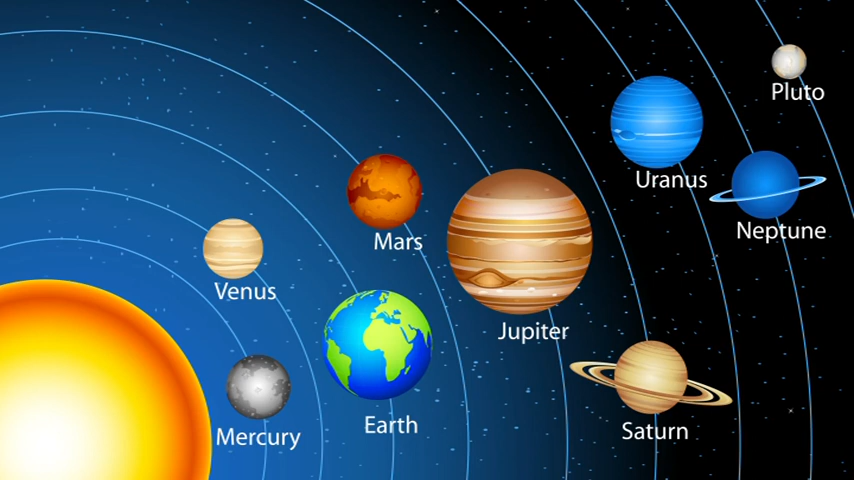 Mercury
Venus
Earth
Mars
Jupiter
Saturn
Uranus
Neptune
Pluto